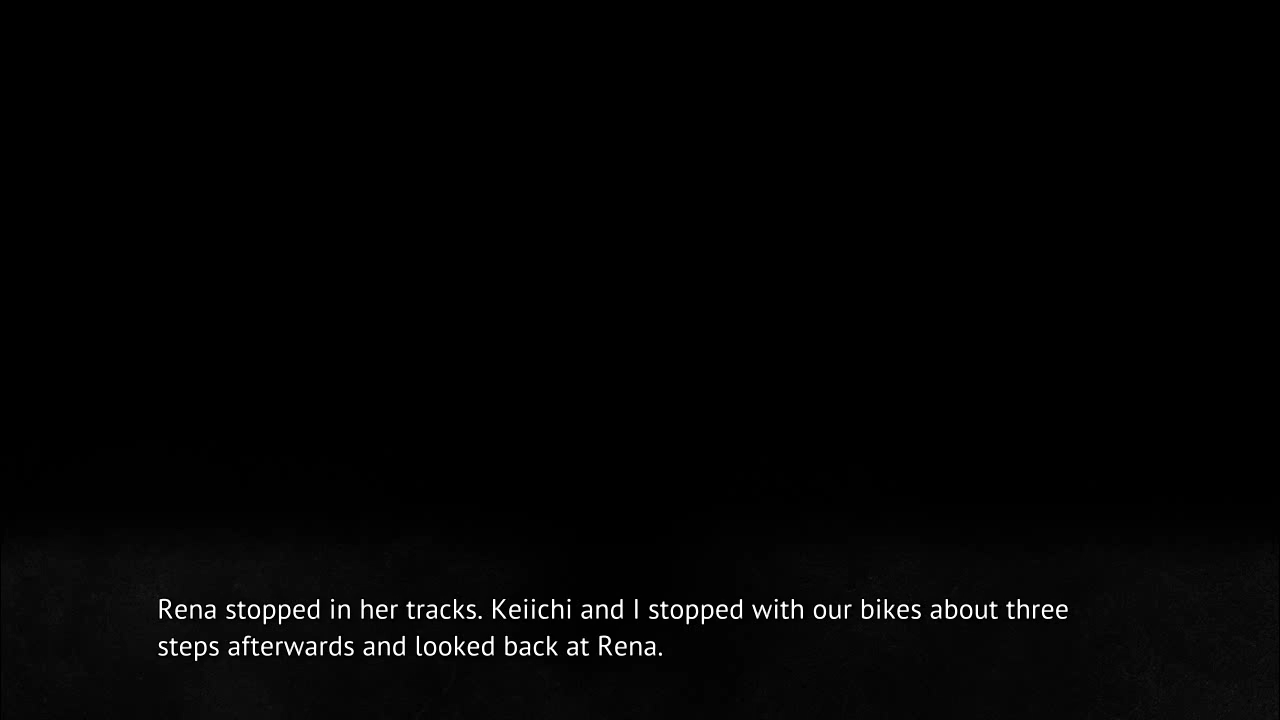 Rena stopped in her tracks. Keiichi and I stopped with our bikes about three
steps afterwards and looked back at Rena.